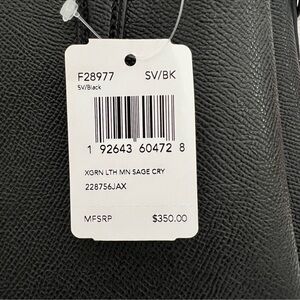 F28977 SV/BK
SV/Black
1 92643 60472 8
XGRN LTH MN SAGE CRY
228756JAX
MFSRP $350.00